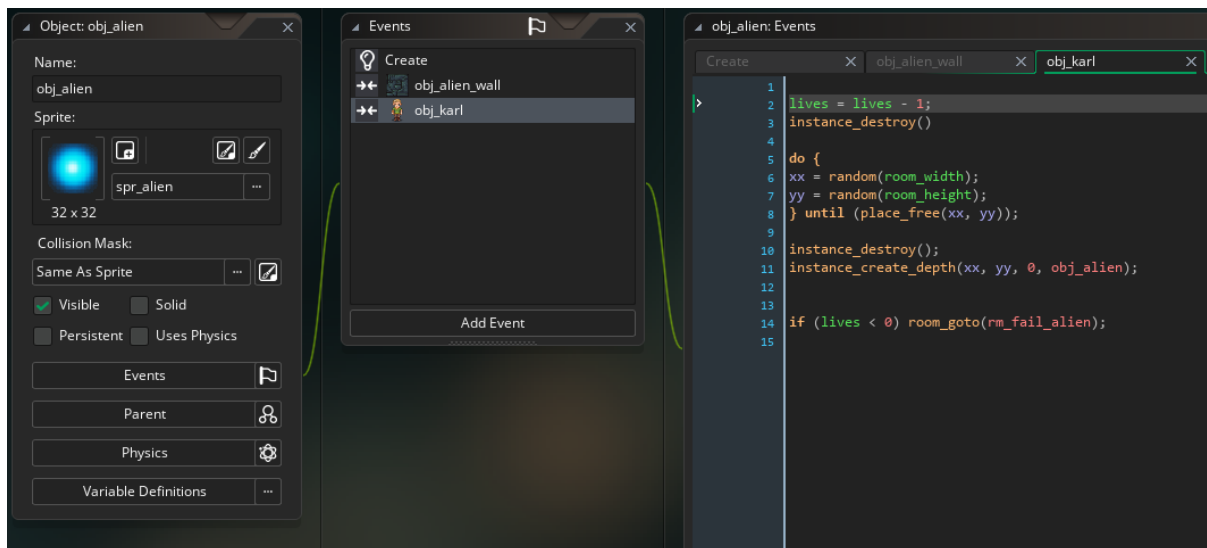 Object: obj_alien
Name:
obj_alien
Sprite:
spr_alien
32 x 32
Collision Mask:
Same As Sprite
Visible
Solid
Persistent
Uses Physics
Events
Parent
Physics
Variable Definitions
Events
Create
obj_alien_wall
obj_karl
Add Event
obj_alien: Events
Create
obj_alien_wall
obj_karl
1
2 lives = lives - 1;
3 instance_destroy()
4
5 do {
6 xx = random(room_width);
7 yy = random(room_height);
8 } until (place_free(xx, yy));
9
10 instance_destroy();
11 instance_create_depth(xx, yy, 0, obj_alien);
12
13
14 if (lives < 0) room_goto(rm_fail_alien);
15